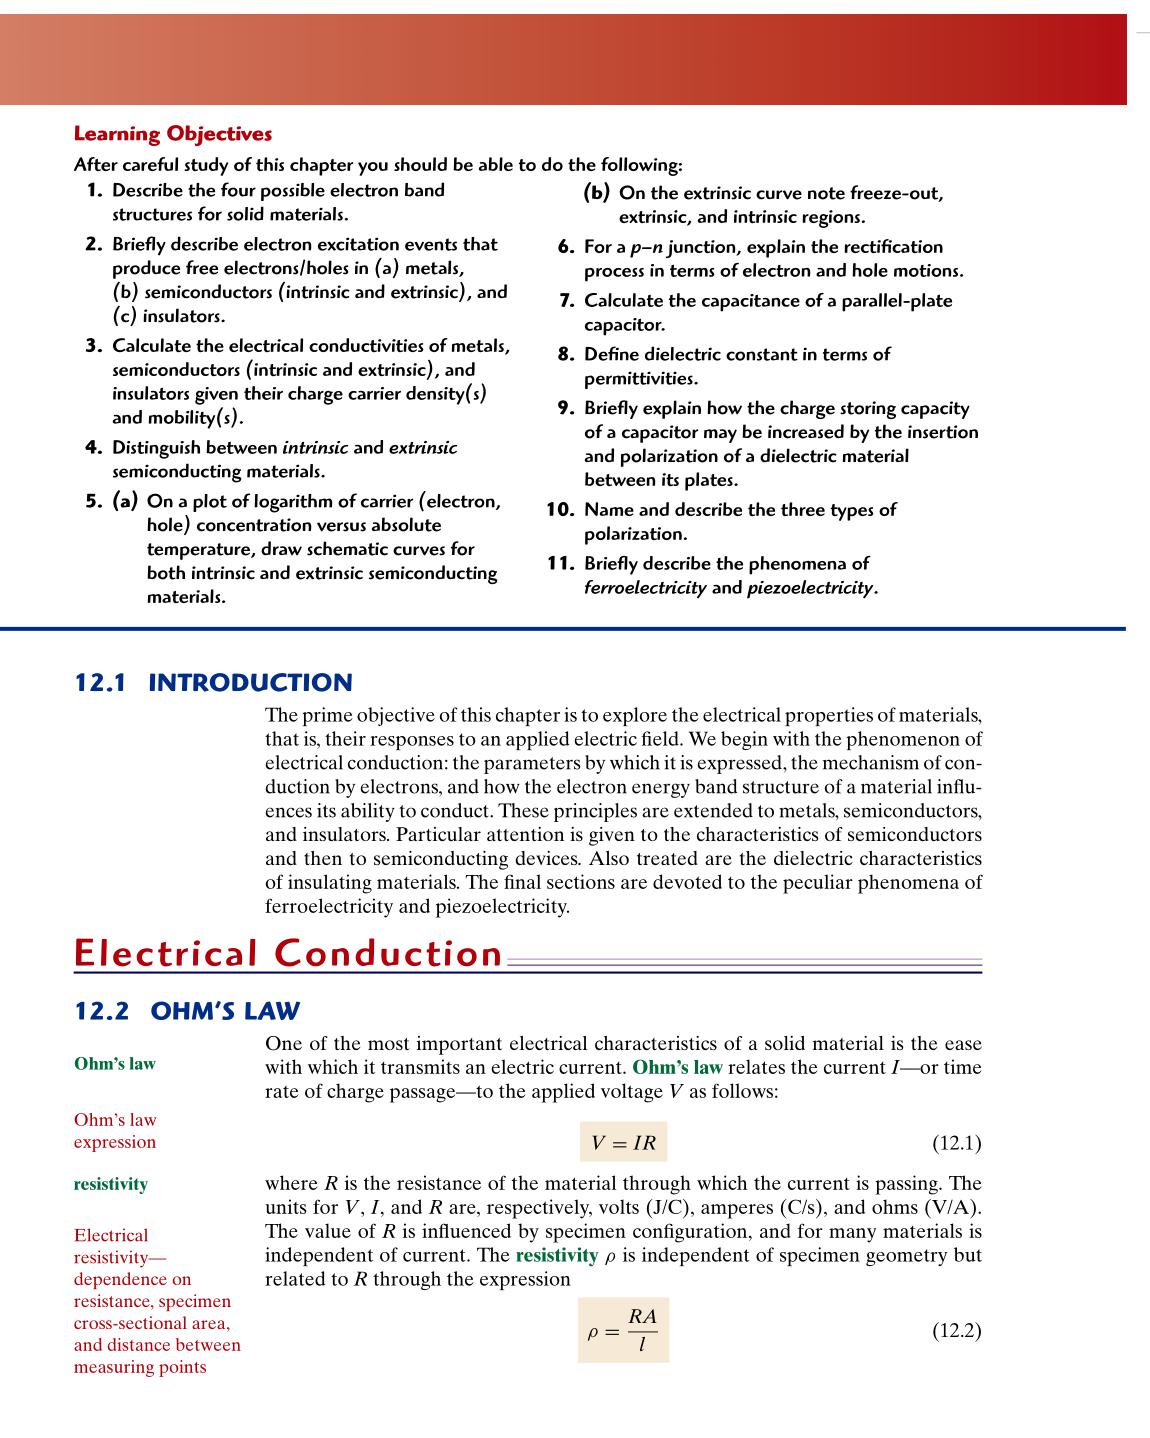 Learning Objectives
After careful study of this chapter you should be able to do the following:
1. Describe the four possible electron band
structures for solid materials.
2. Briefly describe electron excitation events that
produce free electrons/holes in (a) metals,
(b) semiconductors (intrinsic and extrinsic), and
(c) insulators.
3. Calculate the electrical conductivities of metals,
semiconductors (intrinsic and extrinsic), and
insulators given their charge carrier density(s)
and mobility(s).
4. Distinguish between intrinsic and extrinsic
semiconducting materials.
5. (a) On a plot of logarithm of carrier (electron,
hole) concentration versus absolute
temperature, draw schematic curves for
both intrinsic and extrinsic semiconducting
materials.
(b) On the extrinsic curve note freeze-out,
extrinsic, and intrinsic regions.
6. For a p–n junction, explain the rectification
process in terms of electron and hole motions.
7. Calculate the capacitance of a parallel-plate
capacitor.
8. Define dielectric constant in terms of
permittivities.
9. Briefly explain how the charge storing capacity
of a capacitor may be increased by the insertion
and polarization of a dielectric material
between its plates.
10. Name and describe the three types of
polarization.
11. Briefly describe the phenomena of
ferroelectricity and piezoelectricity.
12.1 INTRODUCTION
The prime objective of this chapter is to explore the electrical properties of materials,
that is, their responses to an applied electric field. We begin with the phenomenon of
electrical conduction: the parameters by which it is expressed, the mechanism of con-
duction by electrons, and how the electron energy band structure of a material influ-
ences its ability to conduct. These principles are extended to metals, semiconductors,
and insulators. Particular attention is given to the characteristics of semiconductors
and then to semiconducting devices. Also treated are the dielectric characteristics
of insulating materials. The final sections are devoted to the peculiar phenomena of
ferroelectricity and piezoelectricity.
Electrical Conduction
12.2 OHM'S LAW
One of the most important electrical characteristics of a solid material is the ease
with which it transmits an electric current. Ohm's law relates the current I—or time
rate of charge passage—to the applied voltage V as follows:
Ohm's law
Ohm's law
expression
V = IR (12.1)
resistivity
where R is the resistance of the material through which the current is passing. The
units for V, I, and R are, respectively, volts (J/C), amperes (C/s), and ohms (V/A).
The value of R is influenced by specimen configuration, and for many materials is
independent of current. The resistivity ρ is independent of specimen geometry but
related to R through the expression
Electrical
resistivity—
dependence on
resistance, specimen
cross-sectional area,
and distance between
measuring points
ρ = RA/l (12.2)